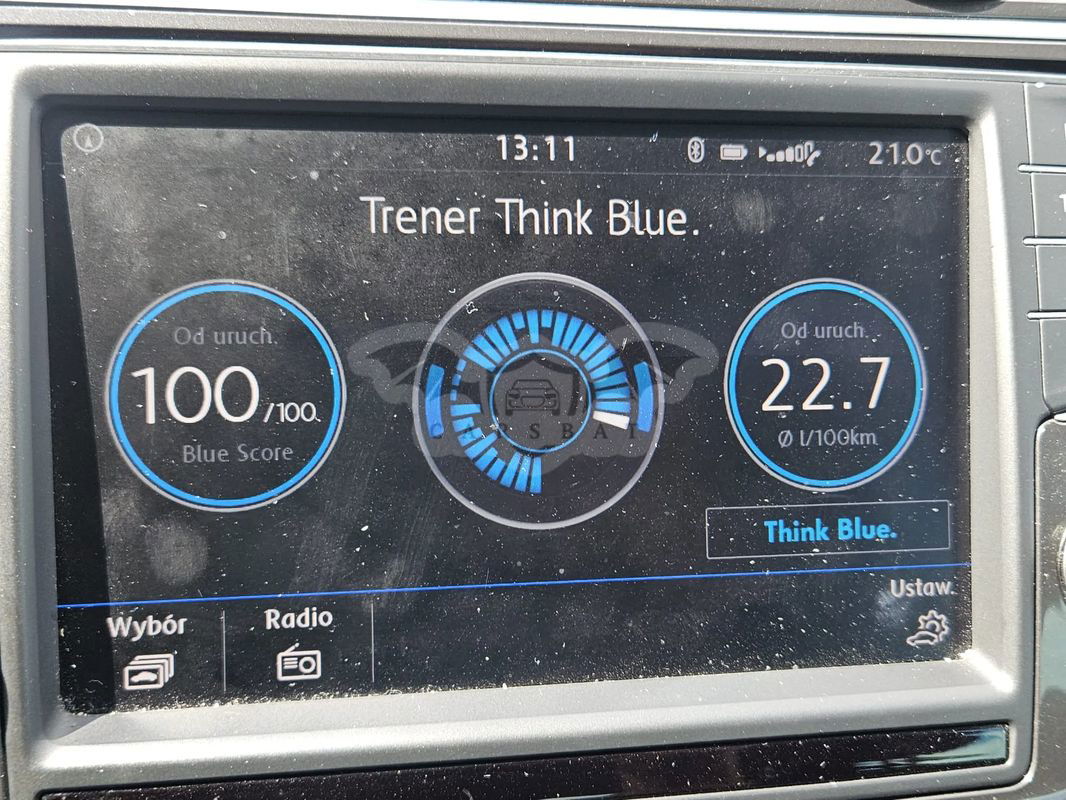 13:11
21.0°C
Trener Think Blue.
Od uruch.
100/100.
Blue Score
Od uruch.
22.7
Ø l/100km
CARSBAT
Think Blue.
Wybór
Radio
Ustaw.